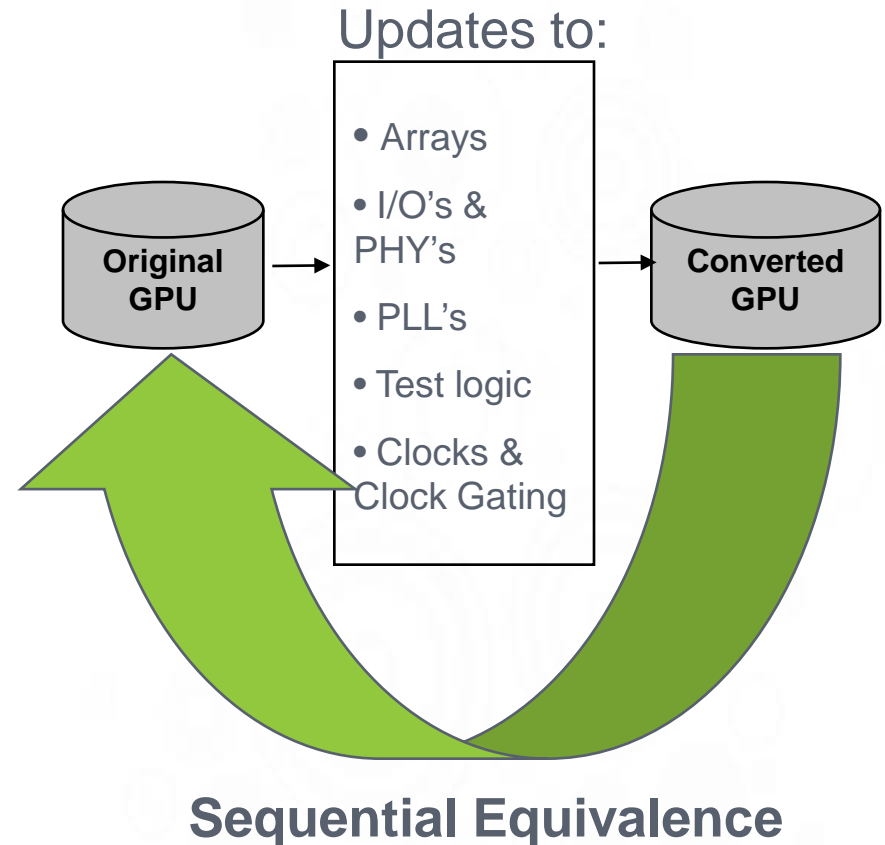 Updates to:
• Arrays
• I/O's &
PHY's
• PLL's
• Test logic
• Clocks &
Clock Gating
Original
GPU
Converted
GPU
Sequential Equivalence